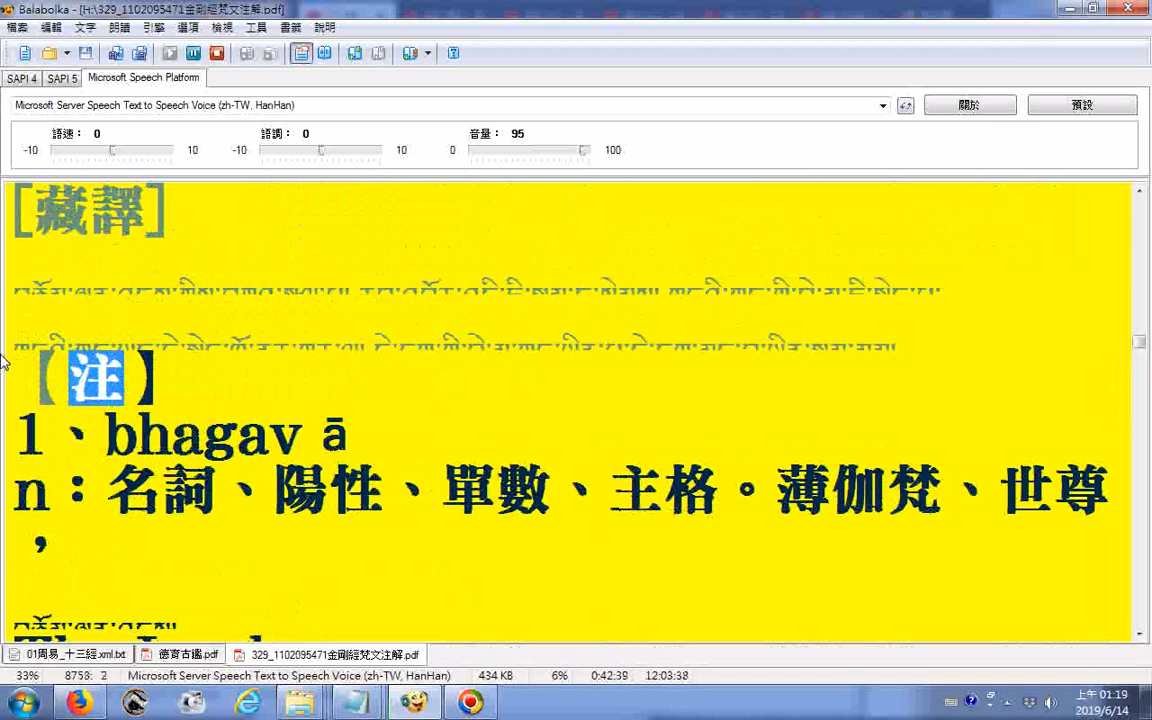 Balabolka - [H:\329_1102095471金剛經梵文注解.pdf]
檔案 編輯 文字 朗讀 引擎 選項 檢視 工具 書籤 說明
SAPI 4 SAPI 5 Microsoft Speech Platform
Microsoft Server Speech Text to Speech Voice (zh-TW, HanHan)
關於 預設
語速： 0 語調： 0 音量： 95
-10 10 -10 10 0 100
[藏譯]
【注】
1、bhagav ā
n：名詞、陽性、單數、主格。薄伽梵、世尊
，
01周易_十三經.xml.txt 德育古鑑.pdf 329_1102095471金剛經梵文注解.pdf
33% 8753: 2 Microsoft Server Speech Text to Speech Voice (zh-TW, HanHan) 434 KB 6% 0:42:39 12:03:38
上午 01:19
2019/6/14